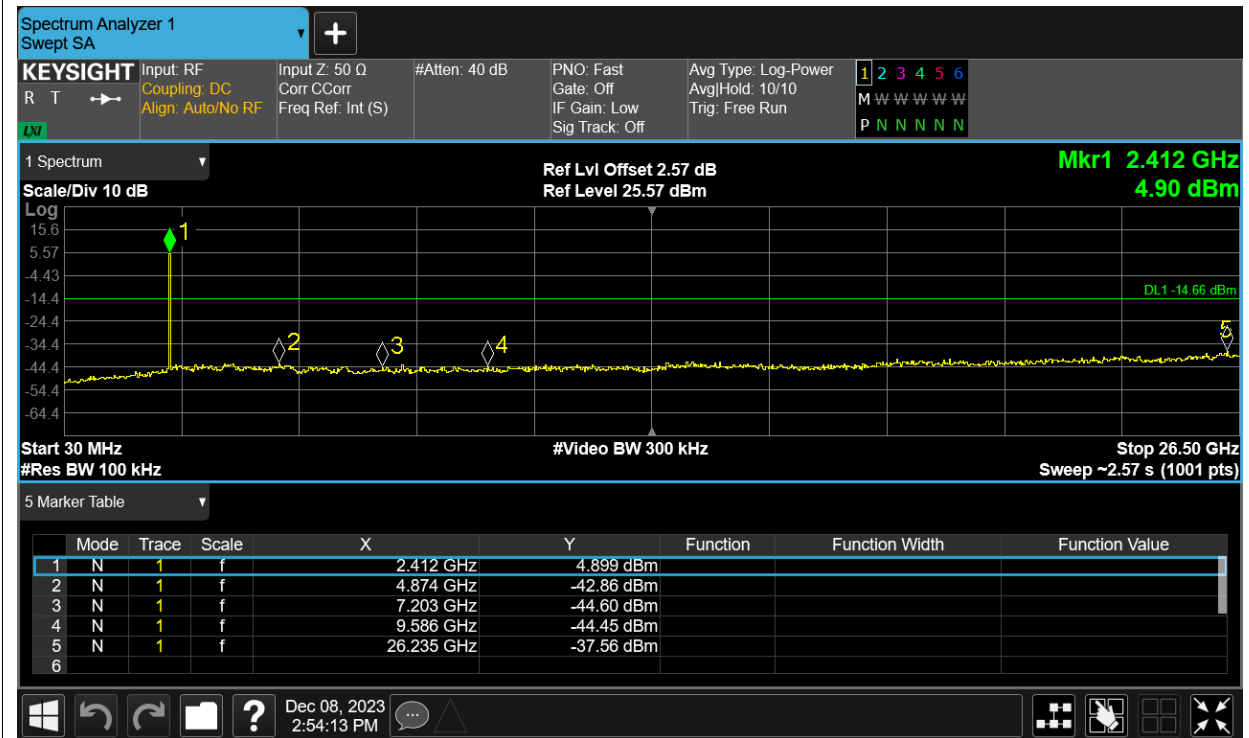 Spectrum Analyzer 1
Swept SA
KEYSIGHT
R T
LXI
Input: RF
Coupling: DC
Align: Auto/No RF
Input Z: 50 Ω
Corr CCorr
Freq Ref: Int (S)
#Atten: 40 dB
PNO: Fast
Gate: Off
IF Gain: Low
Sig Track: Off
Avg Type: Log-Power
Avg|Hold: 10/10
Trig: Free Run
1 2 3 4 5 6
M W W W W W
P N N N N N
1 Spectrum
Scale/Div 10 dB
Ref Lvl Offset 2.57 dB
Ref Level 25.57 dBm
Mkr1 2.412 GHz
4.90 dBm
Log
15.6
5.57
-4.43
-14.4
-24.4
-34.4
-44.4
-54.4
-64.4
1
2
3
4
5
DL1 -14.66 dBm
Start 30 MHz
#Res BW 100 kHz
#Video BW 300 kHz
Stop 26.50 GHz
Sweep ~2.57 s (1001 pts)
5 Marker Table
Mode Trace Scale X Y Function Function Width Function Value
1 N 1 f 2.412 GHz 4.899 dBm
2 N 1 f 4.874 GHz -42.86 dBm
3 N 1 f 7.203 GHz -44.60 dBm
4 N 1 f 9.586 GHz -44.45 dBm
5 N 1 f 26.235 GHz -37.56 dBm
6
?
Dec 08, 2023
2:54:13 PM